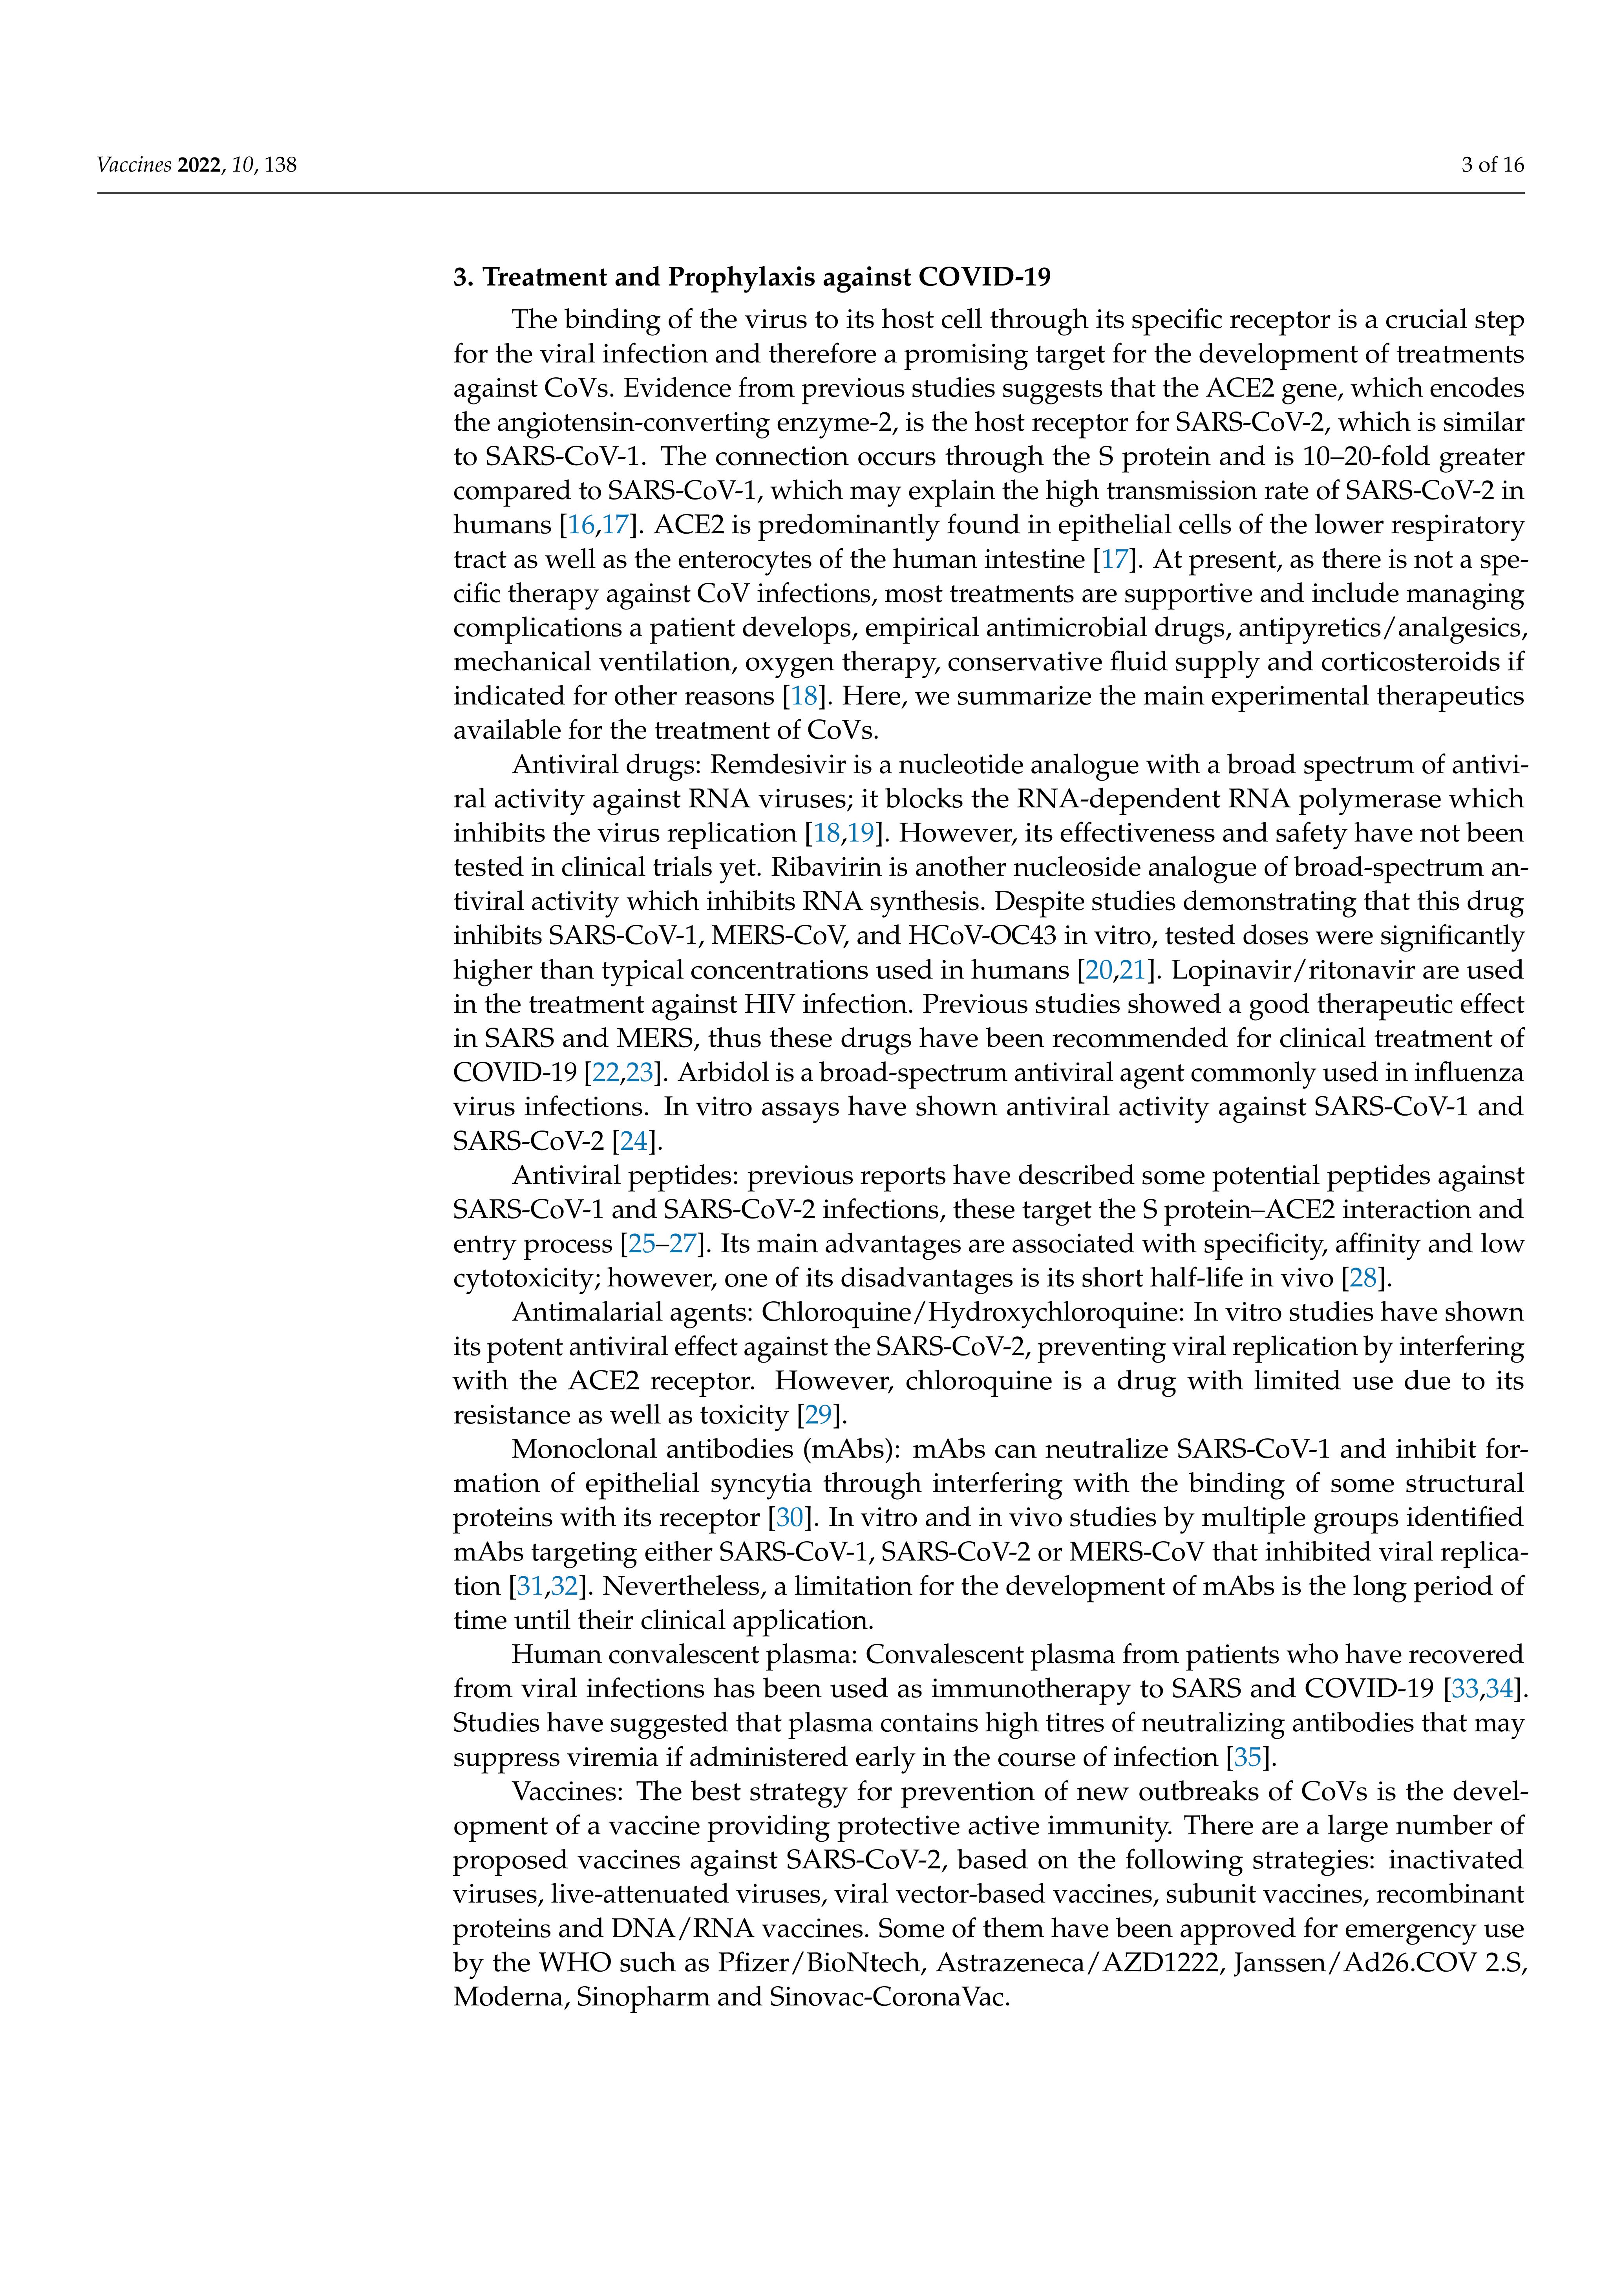 Vaccines 2022, 10, 138
3 of 16
3. Treatment and Prophylaxis against COVID-19
The binding of the virus to its host cell through its specific receptor is a crucial step
for the viral infection and therefore a promising target for the development of treatments
against CoVs. Evidence from previous studies suggests that the ACE2 gene, which encodes
the angiotensin-converting enzyme-2, is the host receptor for SARS-CoV-2, which is similar
to SARS-CoV-1. The connection occurs through the S protein and is 10–20-fold greater
compared to SARS-CoV-1, which may explain the high transmission rate of SARS-CoV-2 in
humans [16,17]. ACE2 is predominantly found in epithelial cells of the lower respiratory
tract as well as the enterocytes of the human intestine [17]. At present, as there is not a spe-
cific therapy against CoV infections, most treatments are supportive and include managing
complications a patient develops, empirical antimicrobial drugs, antipyretics/analgesics,
mechanical ventilation, oxygen therapy, conservative fluid supply and corticosteroids if
indicated for other reasons [18]. Here, we summarize the main experimental therapeutics
available for the treatment of CoVs.
Antiviral drugs: Remdesivir is a nucleotide analogue with a broad spectrum of antivi-
ral activity against RNA viruses; it blocks the RNA-dependent RNA polymerase which
inhibits the virus replication [18,19]. However, its effectiveness and safety have not been
tested in clinical trials yet. Ribavirin is another nucleoside analogue of broad-spectrum an-
tiviral activity which inhibits RNA synthesis. Despite studies demonstrating that this drug
inhibits SARS-CoV-1, MERS-CoV, and HCoV-OC43 in vitro, tested doses were significantly
higher than typical concentrations used in humans [20,21]. Lopinavir/ritonavir are used
in the treatment against HIV infection. Previous studies showed a good therapeutic effect
in SARS and MERS, thus these drugs have been recommended for clinical treatment of
COVID-19 [22,23]. Arbidol is a broad-spectrum antiviral agent commonly used in influenza
virus infections. In vitro assays have shown antiviral activity against SARS-CoV-1 and
SARS-CoV-2 [24].
Antiviral peptides: previous reports have described some potential peptides against
SARS-CoV-1 and SARS-CoV-2 infections, these target the S protein–ACE2 interaction and
entry process [25–27]. Its main advantages are associated with specificity, affinity and low
cytotoxicity; however, one of its disadvantages is its short half-life in vivo [28].
Antimalarial agents: Chloroquine/Hydroxychloroquine: In vitro studies have shown
its potent antiviral effect against the SARS-CoV-2, preventing viral replication by interfering
with the ACE2 receptor. However, chloroquine is a drug with limited use due to its
resistance as well as toxicity [29].
Monoclonal antibodies (mAbs): mAbs can neutralize SARS-CoV-1 and inhibit for-
mation of epithelial syncytia through interfering with the binding of some structural
proteins with its receptor [30]. In vitro and in vivo studies by multiple groups identified
mAbs targeting either SARS-CoV-1, SARS-CoV-2 or MERS-CoV that inhibited viral replica-
tion [31,32]. Nevertheless, a limitation for the development of mAbs is the long period of
time until their clinical application.
Human convalescent plasma: Convalescent plasma from patients who have recovered
from viral infections has been used as immunotherapy to SARS and COVID-19 [33,34].
Studies have suggested that plasma contains high titres of neutralizing antibodies that may
suppress viremia if administered early in the course of infection [35].
Vaccines: The best strategy for prevention of new outbreaks of CoVs is the devel-
opment of a vaccine providing protective active immunity. There are a large number of
proposed vaccines against SARS-CoV-2, based on the following strategies: inactivated
viruses, live-attenuated viruses, viral vector-based vaccines, subunit vaccines, recombinant
proteins and DNA/RNA vaccines. Some of them have been approved for emergency use
by the WHO such as Pfizer/BioNtech, Astrazeneca/AZD1222, Janssen/Ad26.COV 2.S,
Moderna, Sinopharm and Sinovac-CoronaVac.